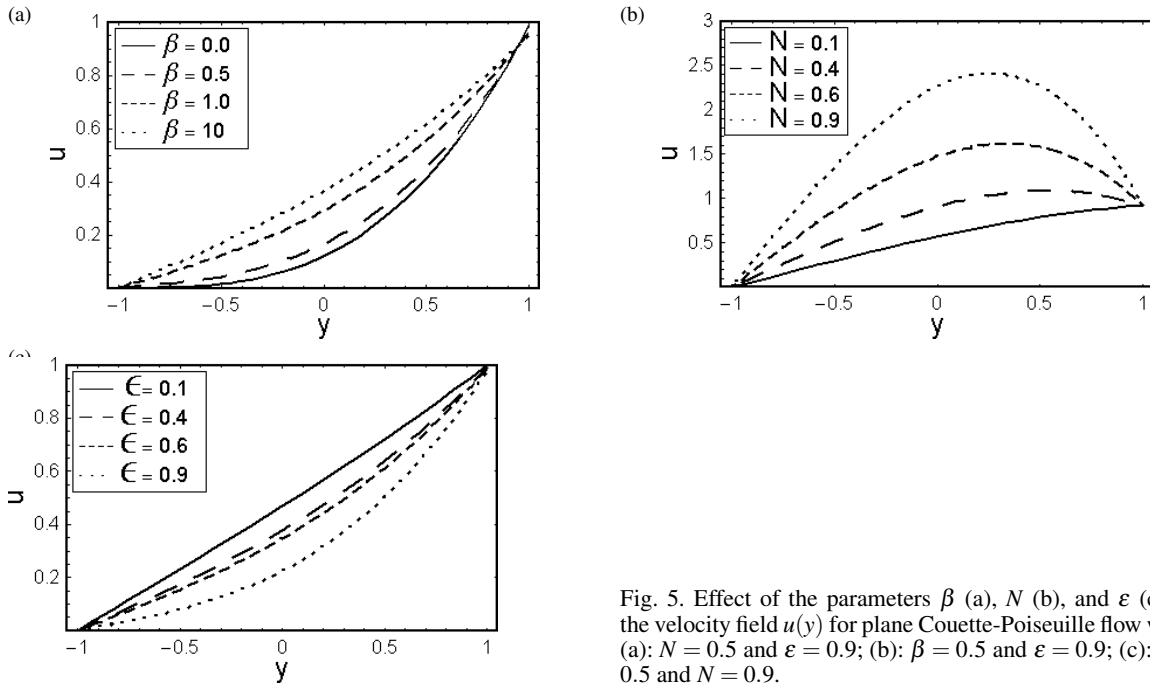 (a)
1
0.8
0.6
0.4
0.2
u
β = 0.0
β = 0.5
β = 1.0
β = 10
−1
−0.5
0
0.5
1
y
(b)
3
2.5
2
1.5
1
0.5
u
N = 0.1
N = 0.4
N = 0.6
N = 0.9
−1
−0.5
0
0.5
1
y
1
0.8
0.6
0.4
0.2
u
ϵ = 0.1
ϵ = 0.4
ϵ = 0.6
ϵ = 0.9
−1
−0.5
0
0.5
1
y
Fig. 5. Effect of the parameters β (a), N (b), and ε (
the velocity field u(y) for plane Couette-Poiseuille flow
(a): N = 0.5 and ε = 0.9; (b): β = 0.5 and ε = 0.9; (c):
0.5 and N = 0.9.